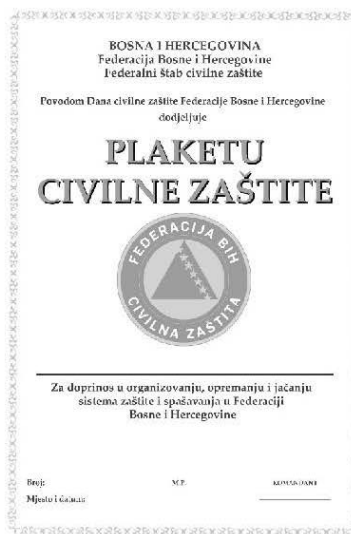 BOSNA I HERCEGOVINA
Federacija Bosne i Hercegovine
Federalni štab civilne zaštite
Povodom Dana civilne zaštite Federacije Bosne i Hercegovine
dodjeljuje
PLAKETU
CIVILNE ZAŠTITE
FEDERACIJA BIH
CIVILNA ZAŠTITA
Za doprinos u organizovanju, opremanju i jačanju
sistema zaštite i spašavanja u Federaciji
Bosne i Hercegovine
Broj: M.P. KOMANDANT
Mjesto i datum: